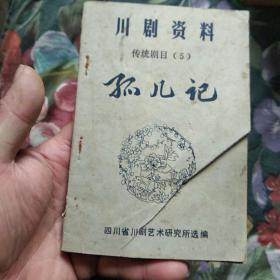 川剧资料
传统剧目（5）
孤儿记
四川省川剧艺术研究所选编